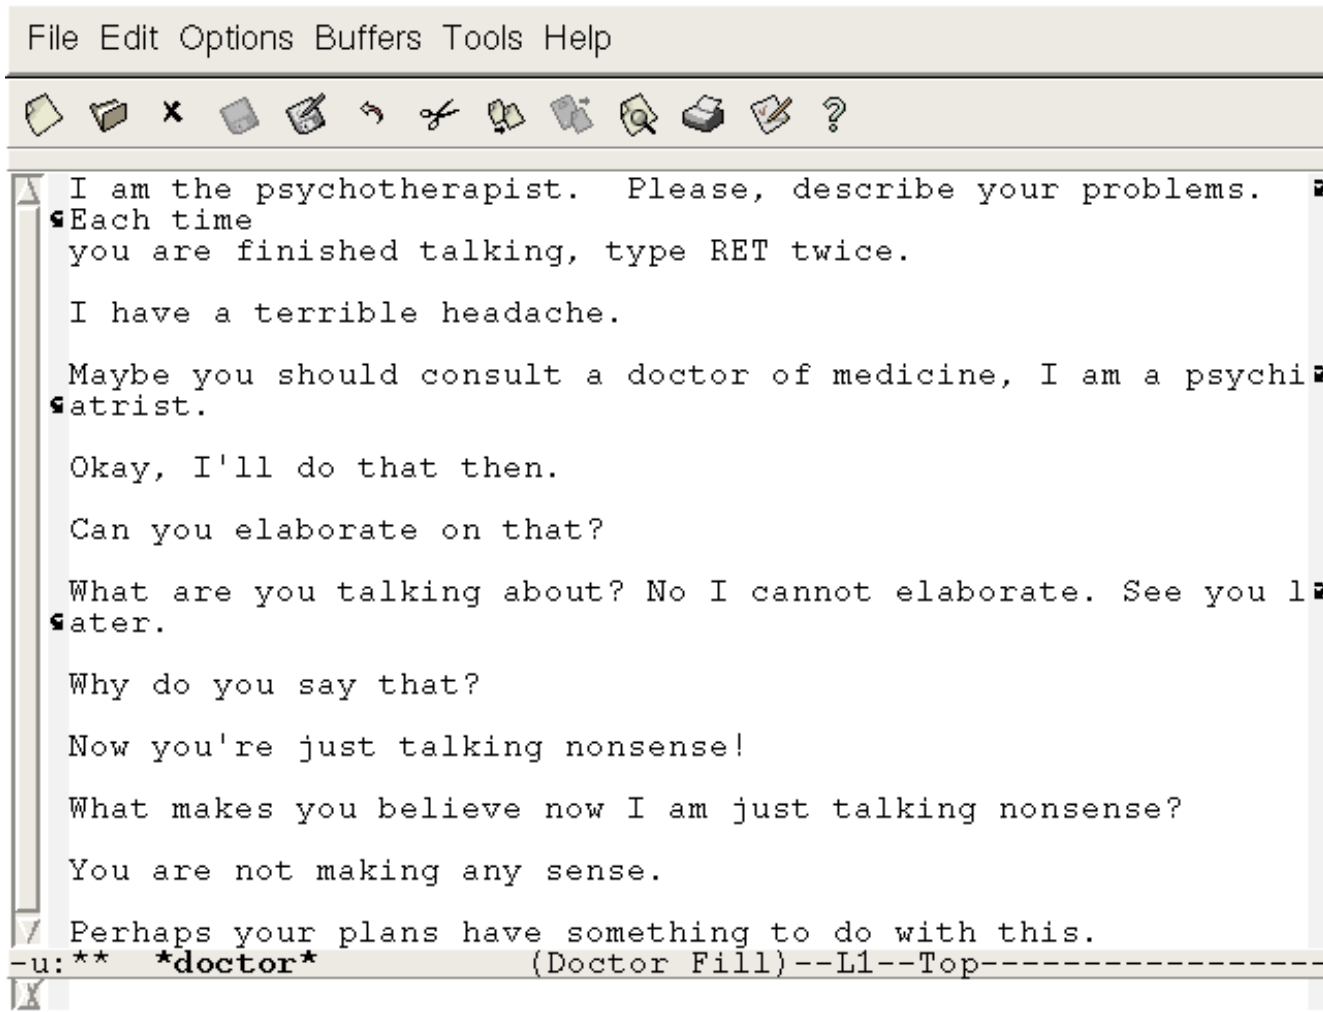 File Edit Options Buffers Tools Help
I am the psychotherapist.  Please, describe your problems.
Each time
you are finished talking, type RET twice.
I have a terrible headache.
Maybe you should consult a doctor of medicine, I am a psychi
atrist.
Okay, I'll do that then.
Can you elaborate on that?
What are you talking about? No I cannot elaborate. See you l
ater.
Why do you say that?
Now you're just talking nonsense!
What makes you believe now I am just talking nonsense?
You are not making any sense.
Perhaps your plans have something to do with this.
-u:**  *doctor*            (Doctor Fill)--L1--Top-----------------